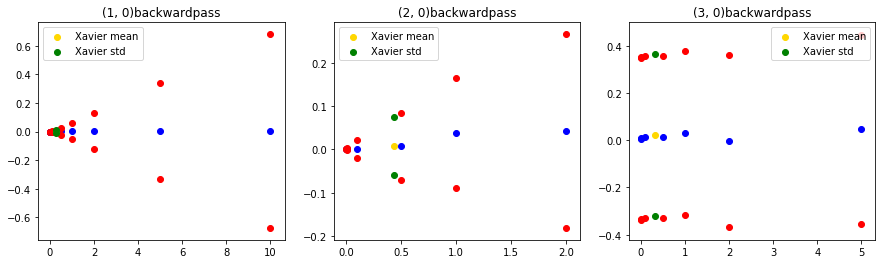 (1, 0)backwardpass
Xavier mean
Xavier std
0.6
0.4
0.2
0.0
−0.2
−0.4
−0.6
0 2 4 6 8 10
(2, 0)backwardpass
Xavier mean
Xavier std
0.2
0.1
0.0
−0.1
−0.2
0.0 0.5 1.0 1.5 2.0
(3, 0)backwardpass
Xavier mean
Xavier std
0.4
0.2
0.0
−0.2
−0.4
0 1 2 3 4 5